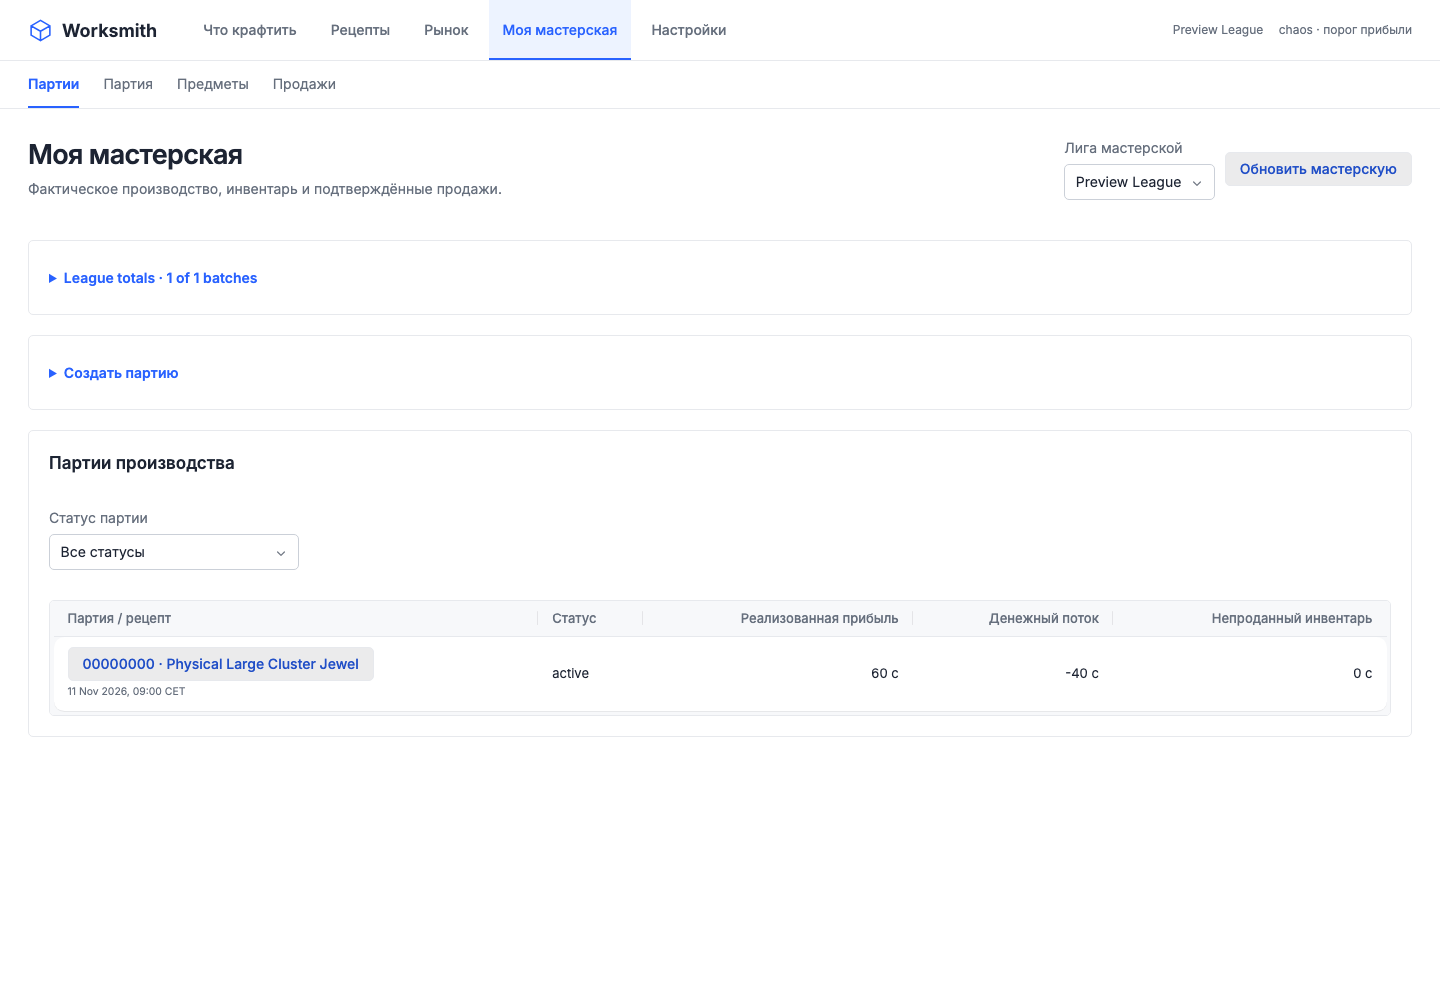 Worksmith
Что крафтить
Рецепты
Рынок
Моя мастерская
Настройки
Preview League
chaos · порог прибыли
Партии
Партия
Предметы
Продажи
Моя мастерская
Фактическое производство, инвентарь и подтверждённые продажи.
Лига мастерской
Preview League
Обновить мастерскую
League totals · 1 of 1 batches
Создать партию
Партии производства
Статус партии
Все статусы
Партия / рецепт
Статус
Реализованная прибыль
Денежный поток
Непроданный инвентарь
00000000 · Physical Large Cluster Jewel
11 Nov 2026, 09:00 CET
active
60 c
-40 c
0 c